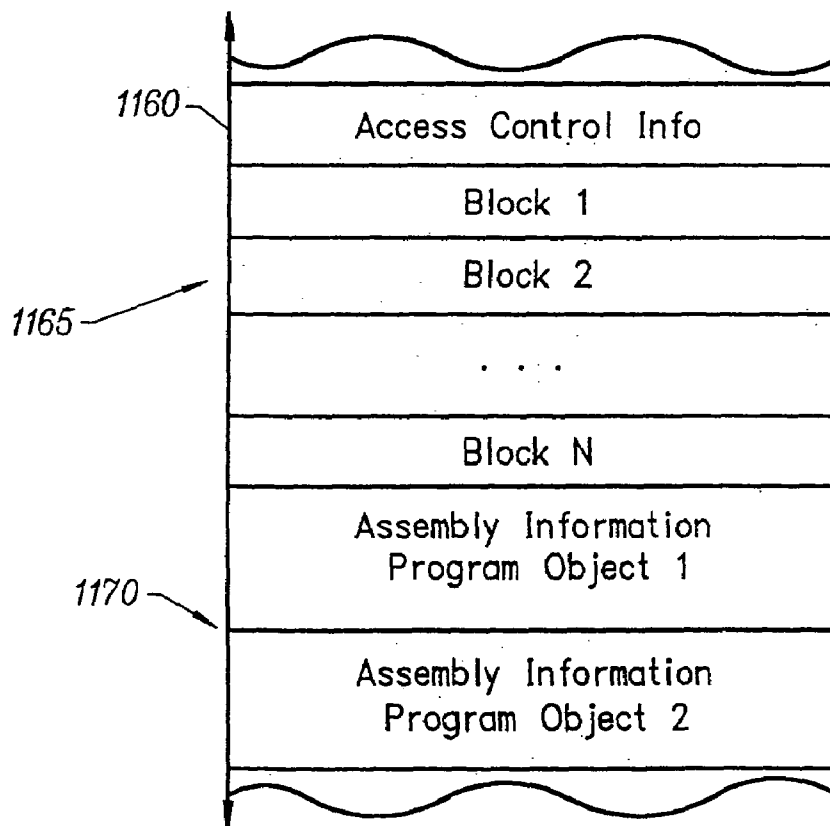 1160
Access Control Info
Block 1
Block 2
1165
. . .
Block N
Assembly Information
Program Object 1
1170
Assembly Information
Program Object 2